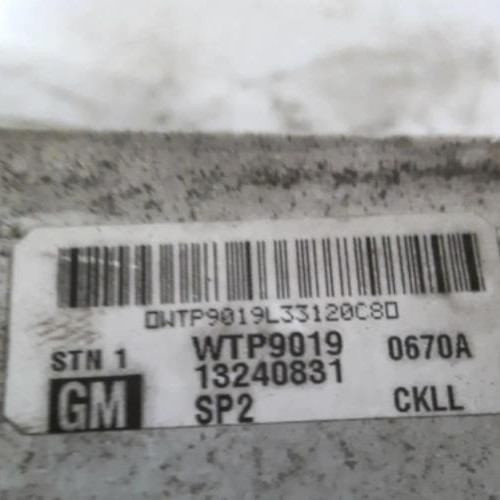 ▯WTP9019L33120C8▯
STN 1 WTP9019 0670A
13240831
GM SP2 CKLL